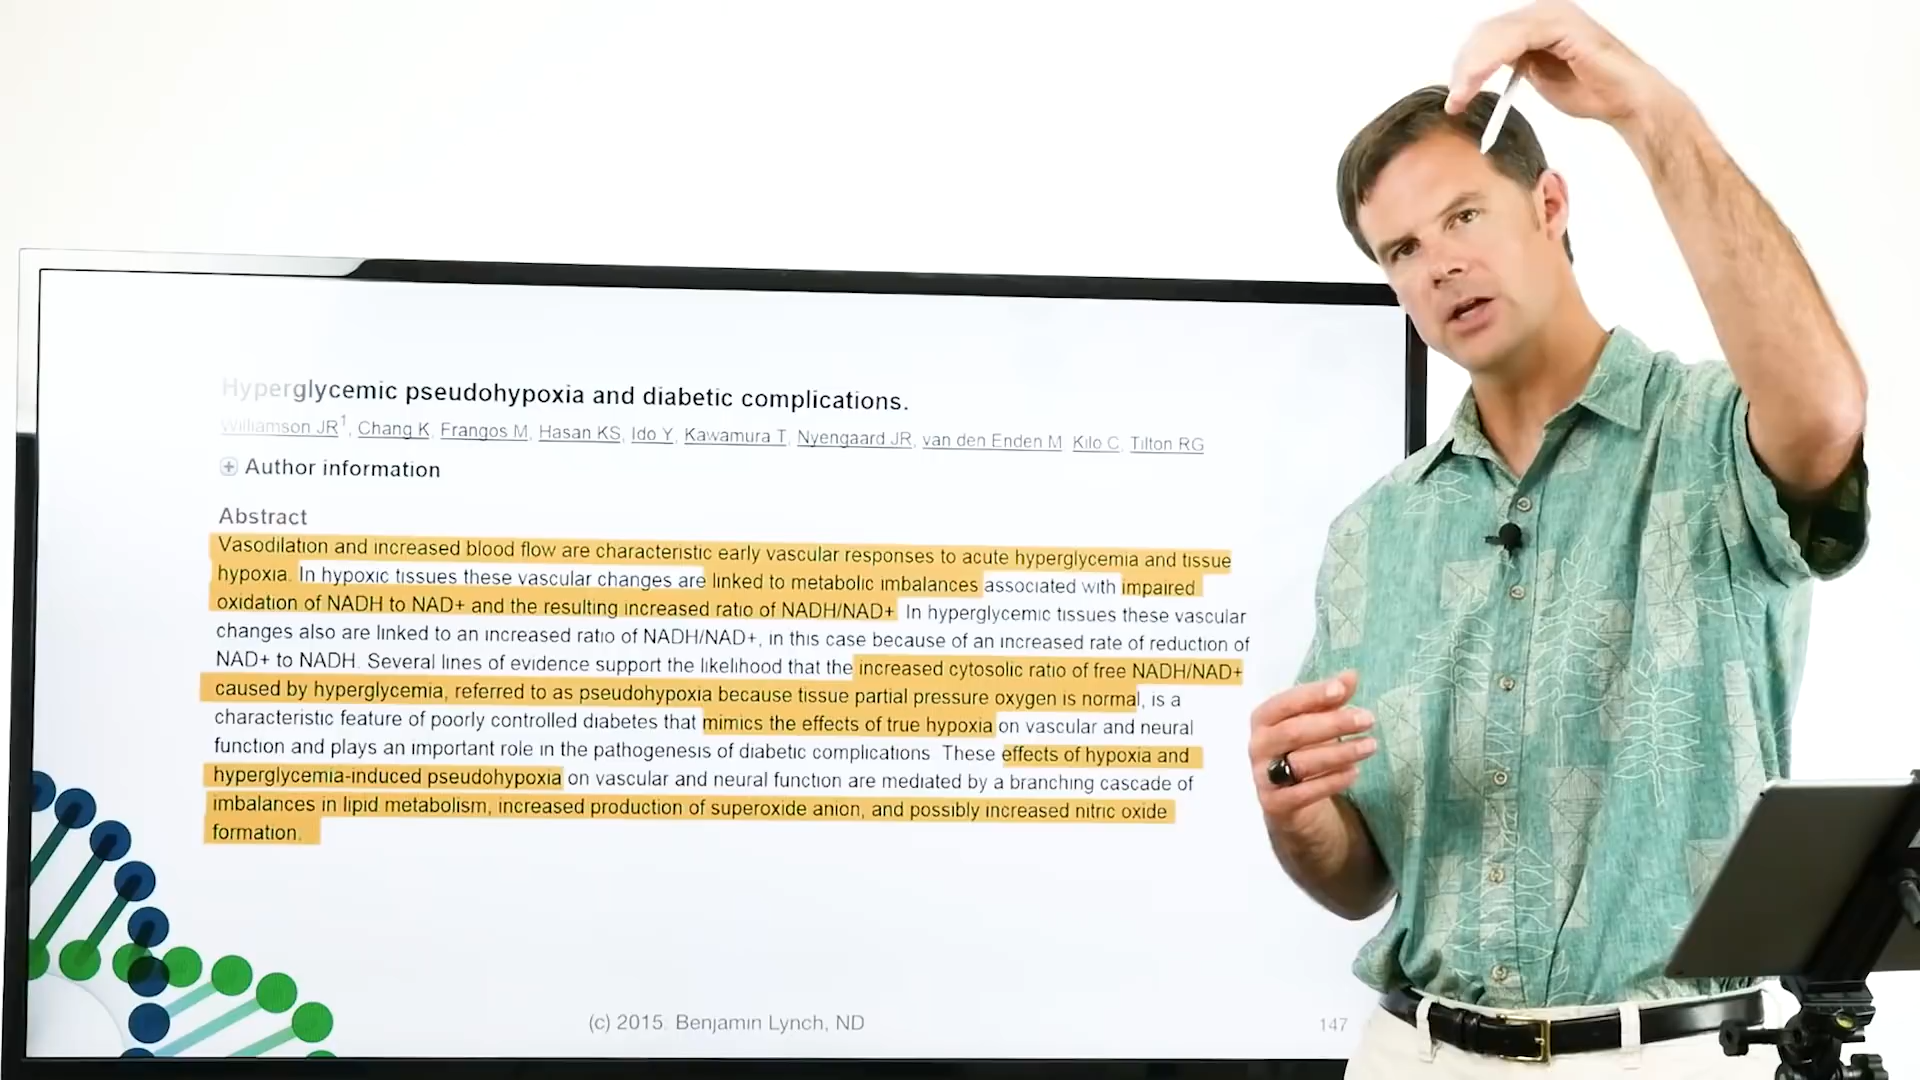 Hyperglycemic pseudohypoxia and diabetic complications.
Williamson JR1, Chang K, Frangos M, Hasan KS, Ido Y, Kawamura T, Nyengaard JR, van den Enden M, Kilo C, Tilton RG
Author information
Abstract
Vasodilation and increased blood flow are characteristic early vascular responses to acute hyperglycemia and tissue
hypoxia. In hypoxic tissues these vascular changes are linked to metabolic imbalances associated with impaired
oxidation of NADH to NAD+ and the resulting increased ratio of NADH/NAD+. In hyperglycemic tissues these vascular
changes also are linked to an increased ratio of NADH/NAD+, in this case because of an increased rate of reduction of
NAD+ to NADH. Several lines of evidence support the likelihood that the increased cytosolic ratio of free NADH/NAD+
caused by hyperglycemia, referred to as pseudohypoxia because tissue partial pressure oxygen is normal, is a
characteristic feature of poorly controlled diabetes that mimics the effects of true hypoxia on vascular and neural
function and plays an important role in the pathogenesis of diabetic complications. These effects of hypoxia and
hyperglycemia-induced pseudohypoxia on vascular and neural function are mediated by a branching cascade of
imbalances in lipid metabolism, increased production of superoxide anion, and possibly increased nitric oxide
formation.
(c) 2015. Benjamin Lynch, ND
147